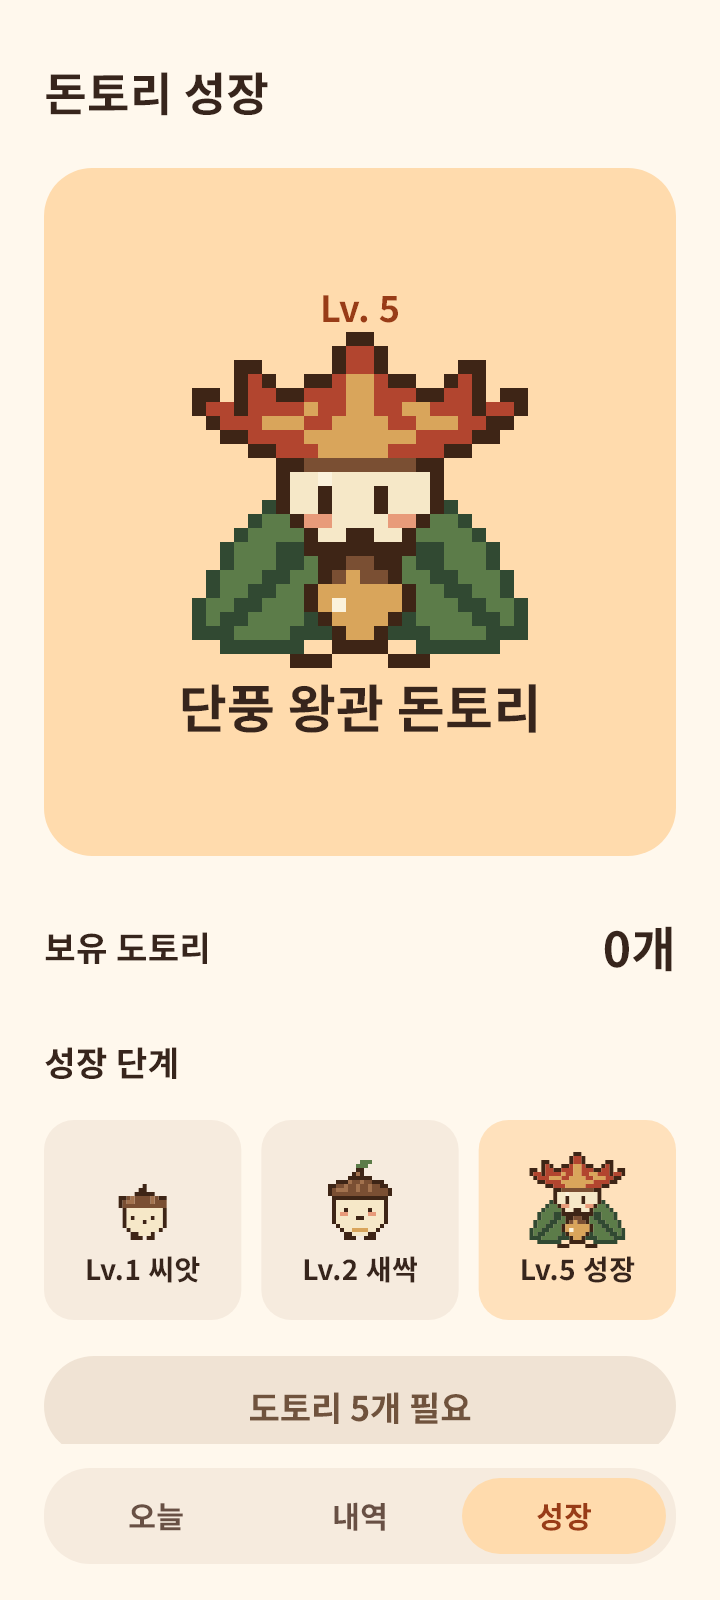 돈토리 성장
Lv. 5
단풍 왕관 돈토리
보유 도토리 0개
성장 단계
Lv.1 씨앗 Lv.2 새싹 Lv.5 성장
도토리 5개 필요
오늘 내역 성장